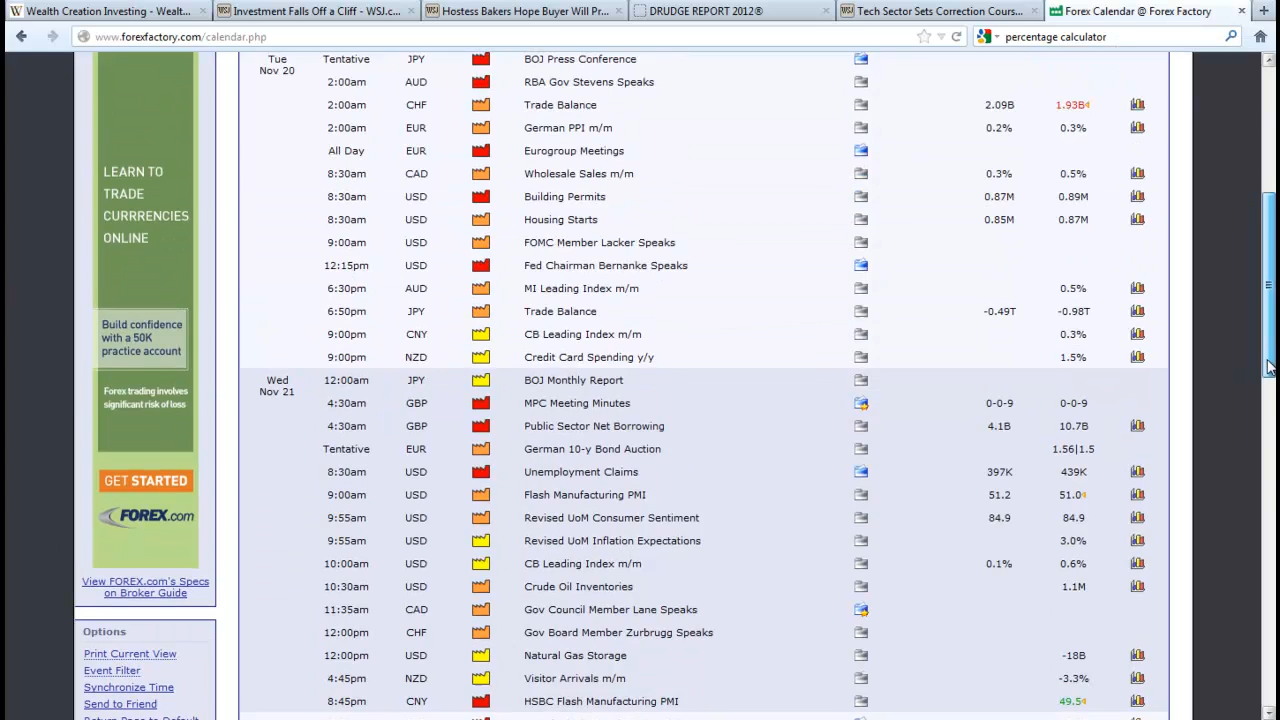 Wealth Creation Investing - Wealt...
Investment Falls Off a Cliff - WSJ.c...
Hostess Bakers Hope Buyer Will Pr...
DRUDGE REPORT 2012®
Tech Sector Sets Correction Cours...
Forex Calendar @ Forex Factory
www.forexfactory.com/calendar.php
percentage calculator
LEARN TO
TRADE
CURRRENCIES
ONLINE
Build confidence
with a 50K
practice account
Forex trading involves
significant risk of loss
GET STARTED
FOREX.com
View FOREX.com's Specs
on Broker Guide
Options
Print Current View
Event Filter
Synchronize Time
Send to Friend
Return Page to Default
Tue
Nov 20
Tentative JPY BOJ Press Conference
2:00am AUD RBA Gov Stevens Speaks
2:00am CHF Trade Balance 2.09B 1.93B
2:00am EUR German PPI m/m 0.2% 0.3%
All Day EUR Eurogroup Meetings
8:30am CAD Wholesale Sales m/m 0.3% 0.5%
8:30am USD Building Permits 0.87M 0.89M
8:30am USD Housing Starts 0.85M 0.87M
9:00am USD FOMC Member Lacker Speaks
12:15pm USD Fed Chairman Bernanke Speaks
6:30pm AUD MI Leading Index m/m 0.5%
6:50pm JPY Trade Balance -0.49T -0.98T
9:00pm CNY CB Leading Index m/m 0.3%
9:00pm NZD Credit Card Spending y/y 1.5%
Wed
Nov 21
12:00am JPY BOJ Monthly Report
4:30am GBP MPC Meeting Minutes 0-0-9 0-0-9
4:30am GBP Public Sector Net Borrowing 4.1B 10.7B
Tentative EUR German 10-y Bond Auction 1.56|1.5
8:30am USD Unemployment Claims 397K 439K
9:00am USD Flash Manufacturing PMI 51.2 51.0
9:55am USD Revised UoM Consumer Sentiment 84.9 84.9
9:55am USD Revised UoM Inflation Expectations 3.0%
10:00am USD CB Leading Index m/m 0.1% 0.6%
10:30am USD Crude Oil Inventories 1.1M
11:35am CAD Gov Council Member Lane Speaks
12:00pm CHF Gov Board Member Zurbrugg Speaks
12:00pm USD Natural Gas Storage -18B
4:45pm NZD Visitor Arrivals m/m -3.3%
8:45pm CNY HSBC Flash Manufacturing PMI 49.5